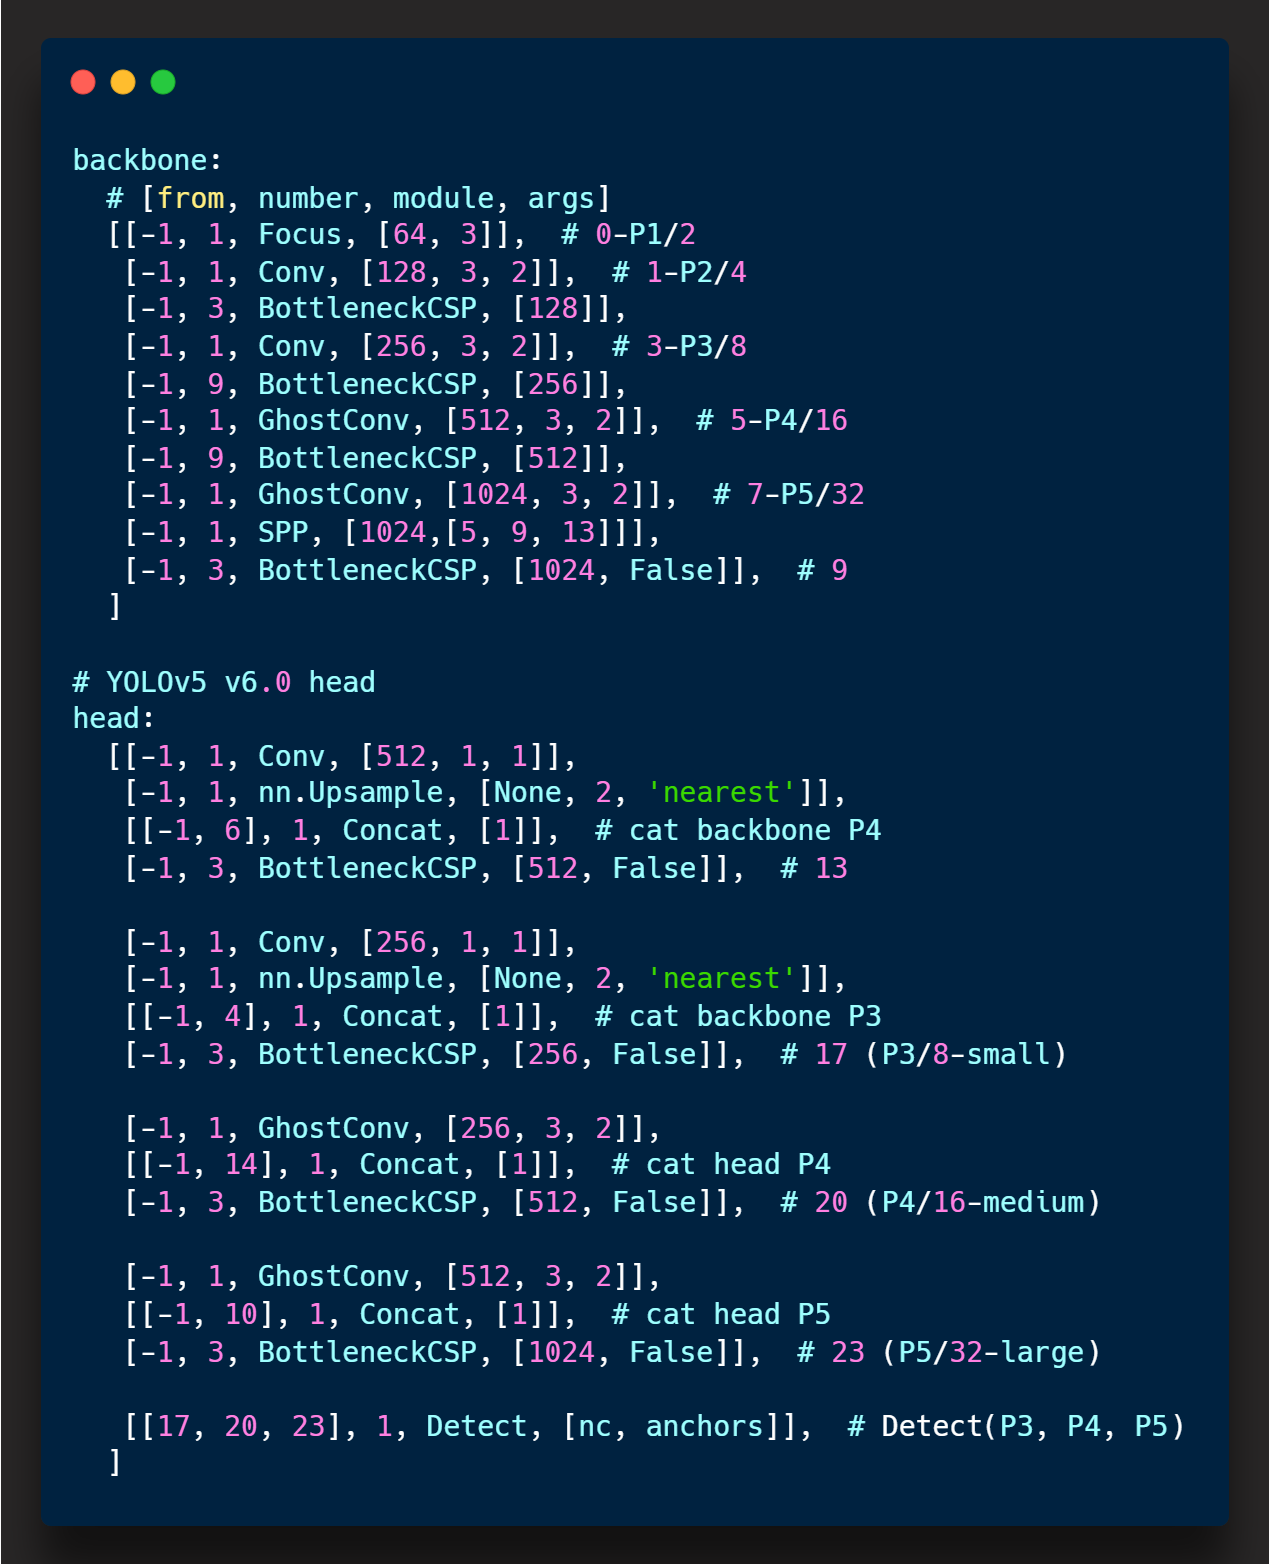 backbone:
  # [from, number, module, args]
  [[-1, 1, Focus, [64, 3]],  # 0-P1/2
   [-1, 1, Conv, [128, 3, 2]],  # 1-P2/4
   [-1, 3, BottleneckCSP, [128]],
   [-1, 1, Conv, [256, 3, 2]],  # 3-P3/8
   [-1, 9, BottleneckCSP, [256]],
   [-1, 1, GhostConv, [512, 3, 2]],  # 5-P4/16
   [-1, 9, BottleneckCSP, [512]],
   [-1, 1, GhostConv, [1024, 3, 2]],  # 7-P5/32
   [-1, 1, SPP, [1024,[5, 9, 13]]],
   [-1, 3, BottleneckCSP, [1024, False]],  # 9
  ]

# YOLOv5 v6.0 head
head:
  [[-1, 1, Conv, [512, 1, 1]],
   [-1, 1, nn.Upsample, [None, 2, 'nearest']],
   [[-1, 6], 1, Concat, [1]],  # cat backbone P4
   [-1, 3, BottleneckCSP, [512, False]],  # 13

   [-1, 1, Conv, [256, 1, 1]],
   [-1, 1, nn.Upsample, [None, 2, 'nearest']],
   [[-1, 4], 1, Concat, [1]],  # cat backbone P3
   [-1, 3, BottleneckCSP, [256, False]],  # 17 (P3/8-small)

   [-1, 1, GhostConv, [256, 3, 2]],
   [[-1, 14], 1, Concat, [1]],  # cat head P4
   [-1, 3, BottleneckCSP, [512, False]],  # 20 (P4/16-medium)

   [-1, 1, GhostConv, [512, 3, 2]],
   [[-1, 10], 1, Concat, [1]],  # cat head P5
   [-1, 3, BottleneckCSP, [1024, False]],  # 23 (P5/32-large)

   [[17, 20, 23], 1, Detect, [nc, anchors]],  # Detect(P3, P4, P5)
  ]